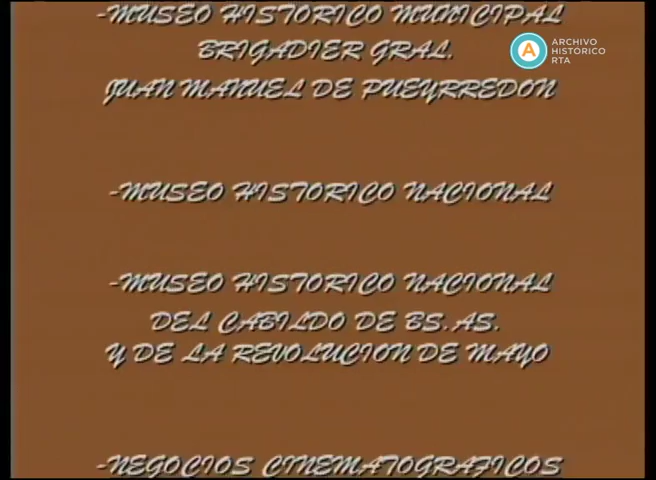 -MUSEO HISTORICO MUNICIPAL
BRIGADIER GRAL.
JUAN MANUEL DE PUEYRREDON
-MUSEO HISTORICO NACIONAL
-MUSEO HISTORICO NACIONAL
DEL CABILDO DE BS. AS.
Y DE LA REVOLUCION DE MAYO
-NEGOCIOS CINEMATOGRAFICOS
A
ARCHIVO
HISTÓRICO
RTA